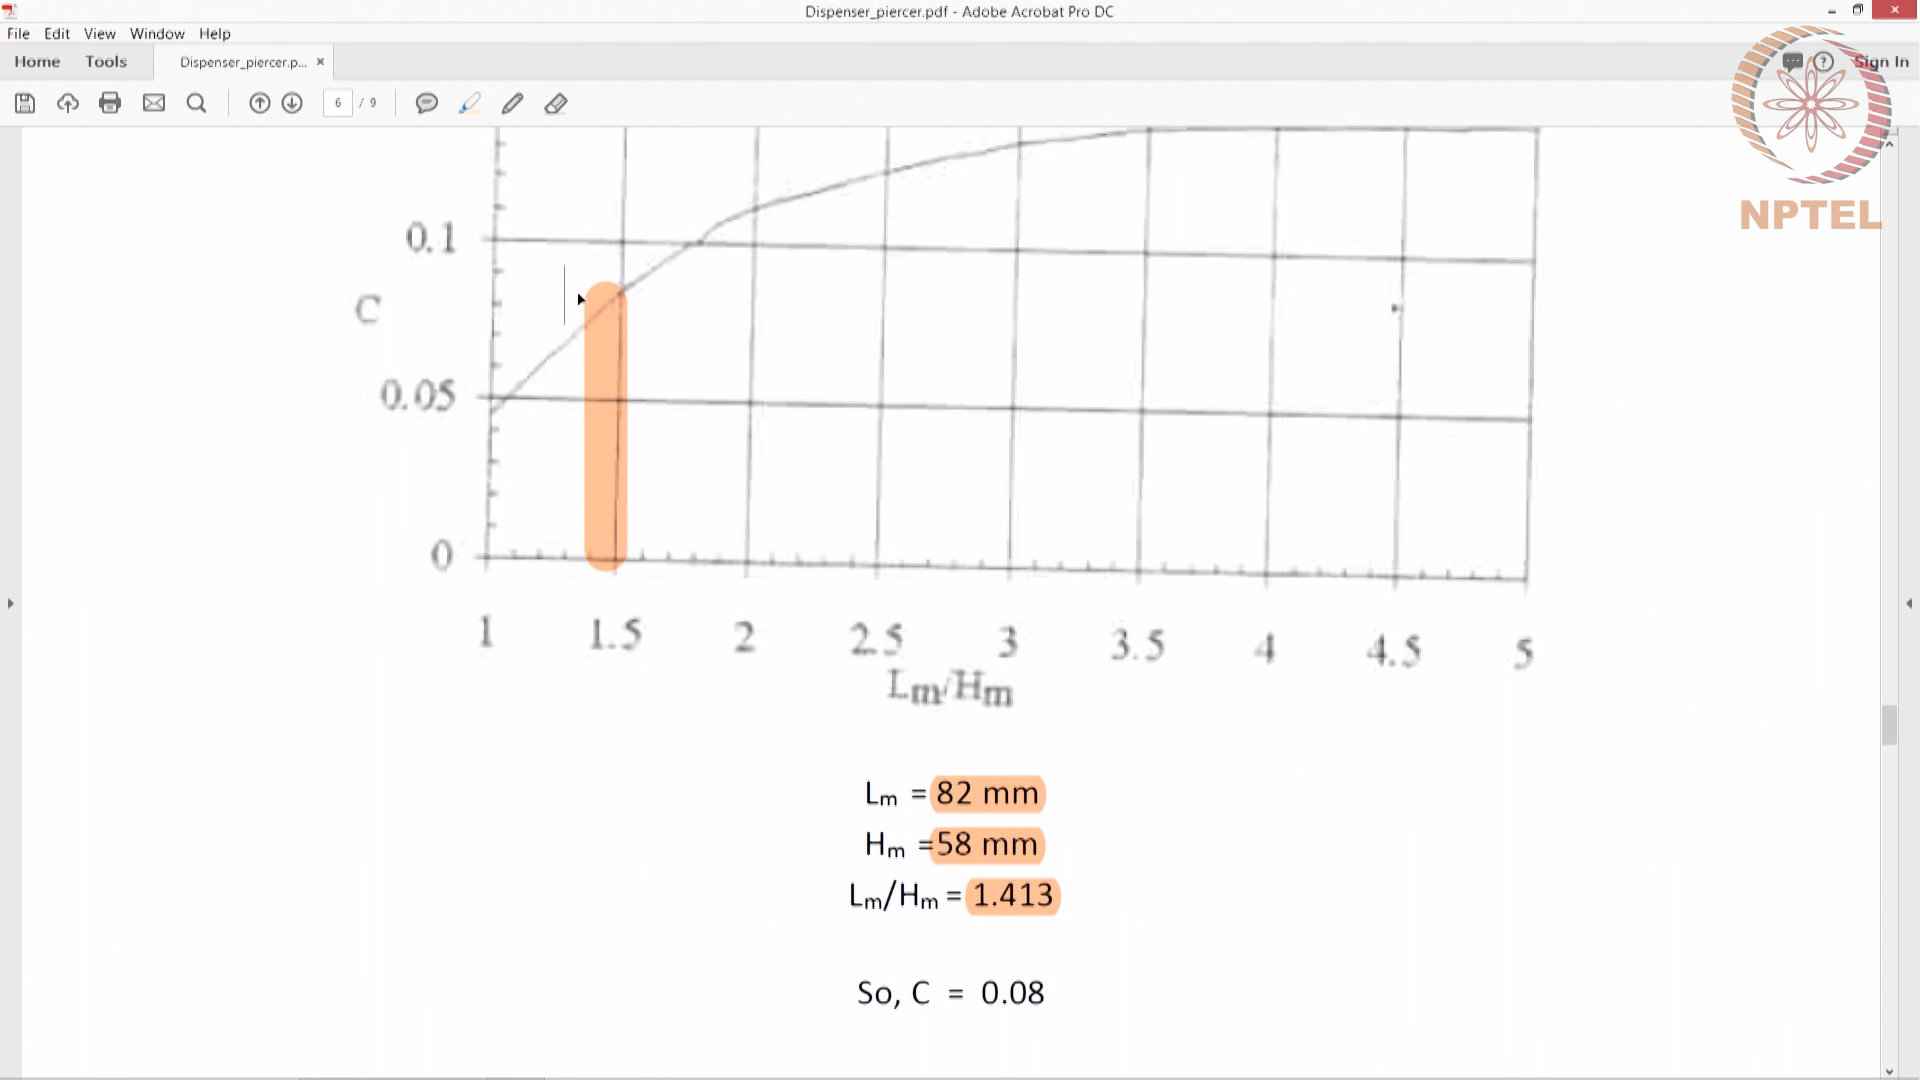 Dispenser_piercer.pdf - Adobe Acrobat Pro DC
File Edit View Window Help
Home Tools Dispenser_piercer.p... × ? Sign In
6 / 9
NPTEL
0.1
C
0.05
0
1 1.5 2 2.5 3 3.5 4 4.5 5
Lm/Hm
Lm = 82 mm
Hm =58 mm
Lm/Hm = 1.413
So, C = 0.08